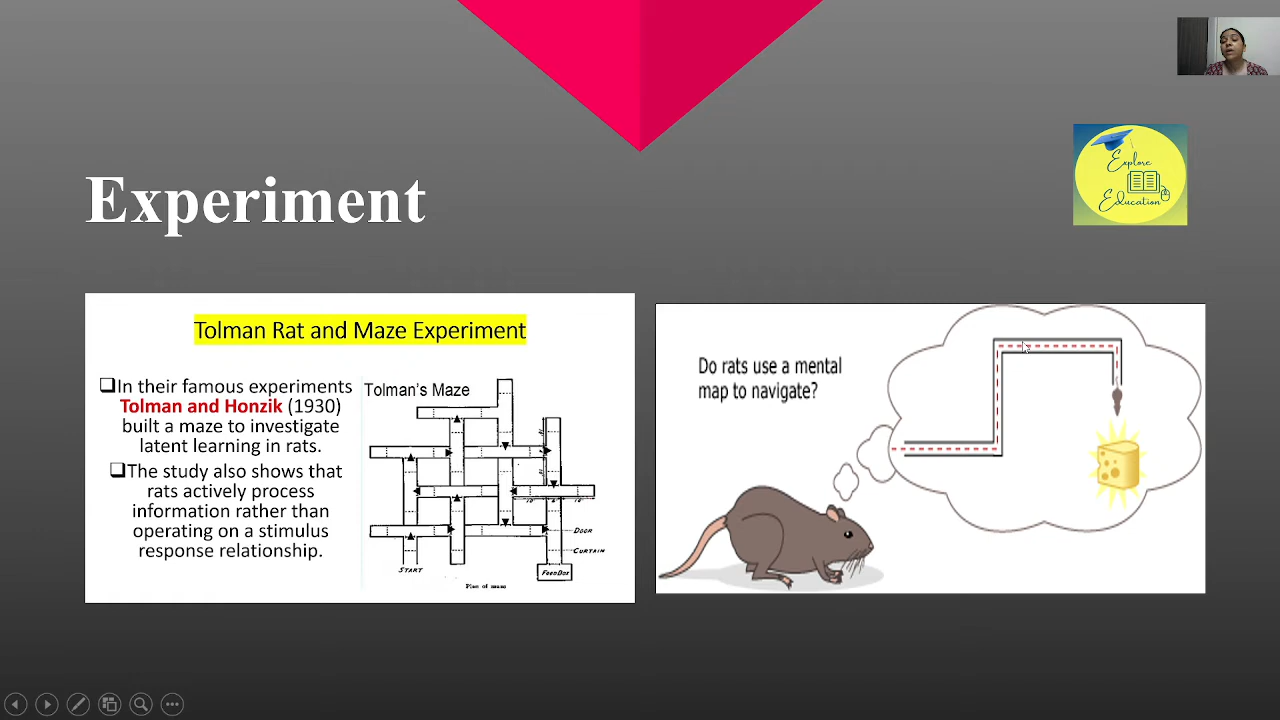 Explore
Education
Experiment
Tolman Rat and Maze Experiment
In their famous experiments
Tolman and Honzik (1930)
built a maze to investigate
latent learning in rats.
The study also shows that
rats actively process
information rather than
operating on a stimulus
response relationship.
Tolman's Maze
DOOR
CURTAIN
START
FOODBOX
Plan of maze
Do rats use a mental
map to navigate?